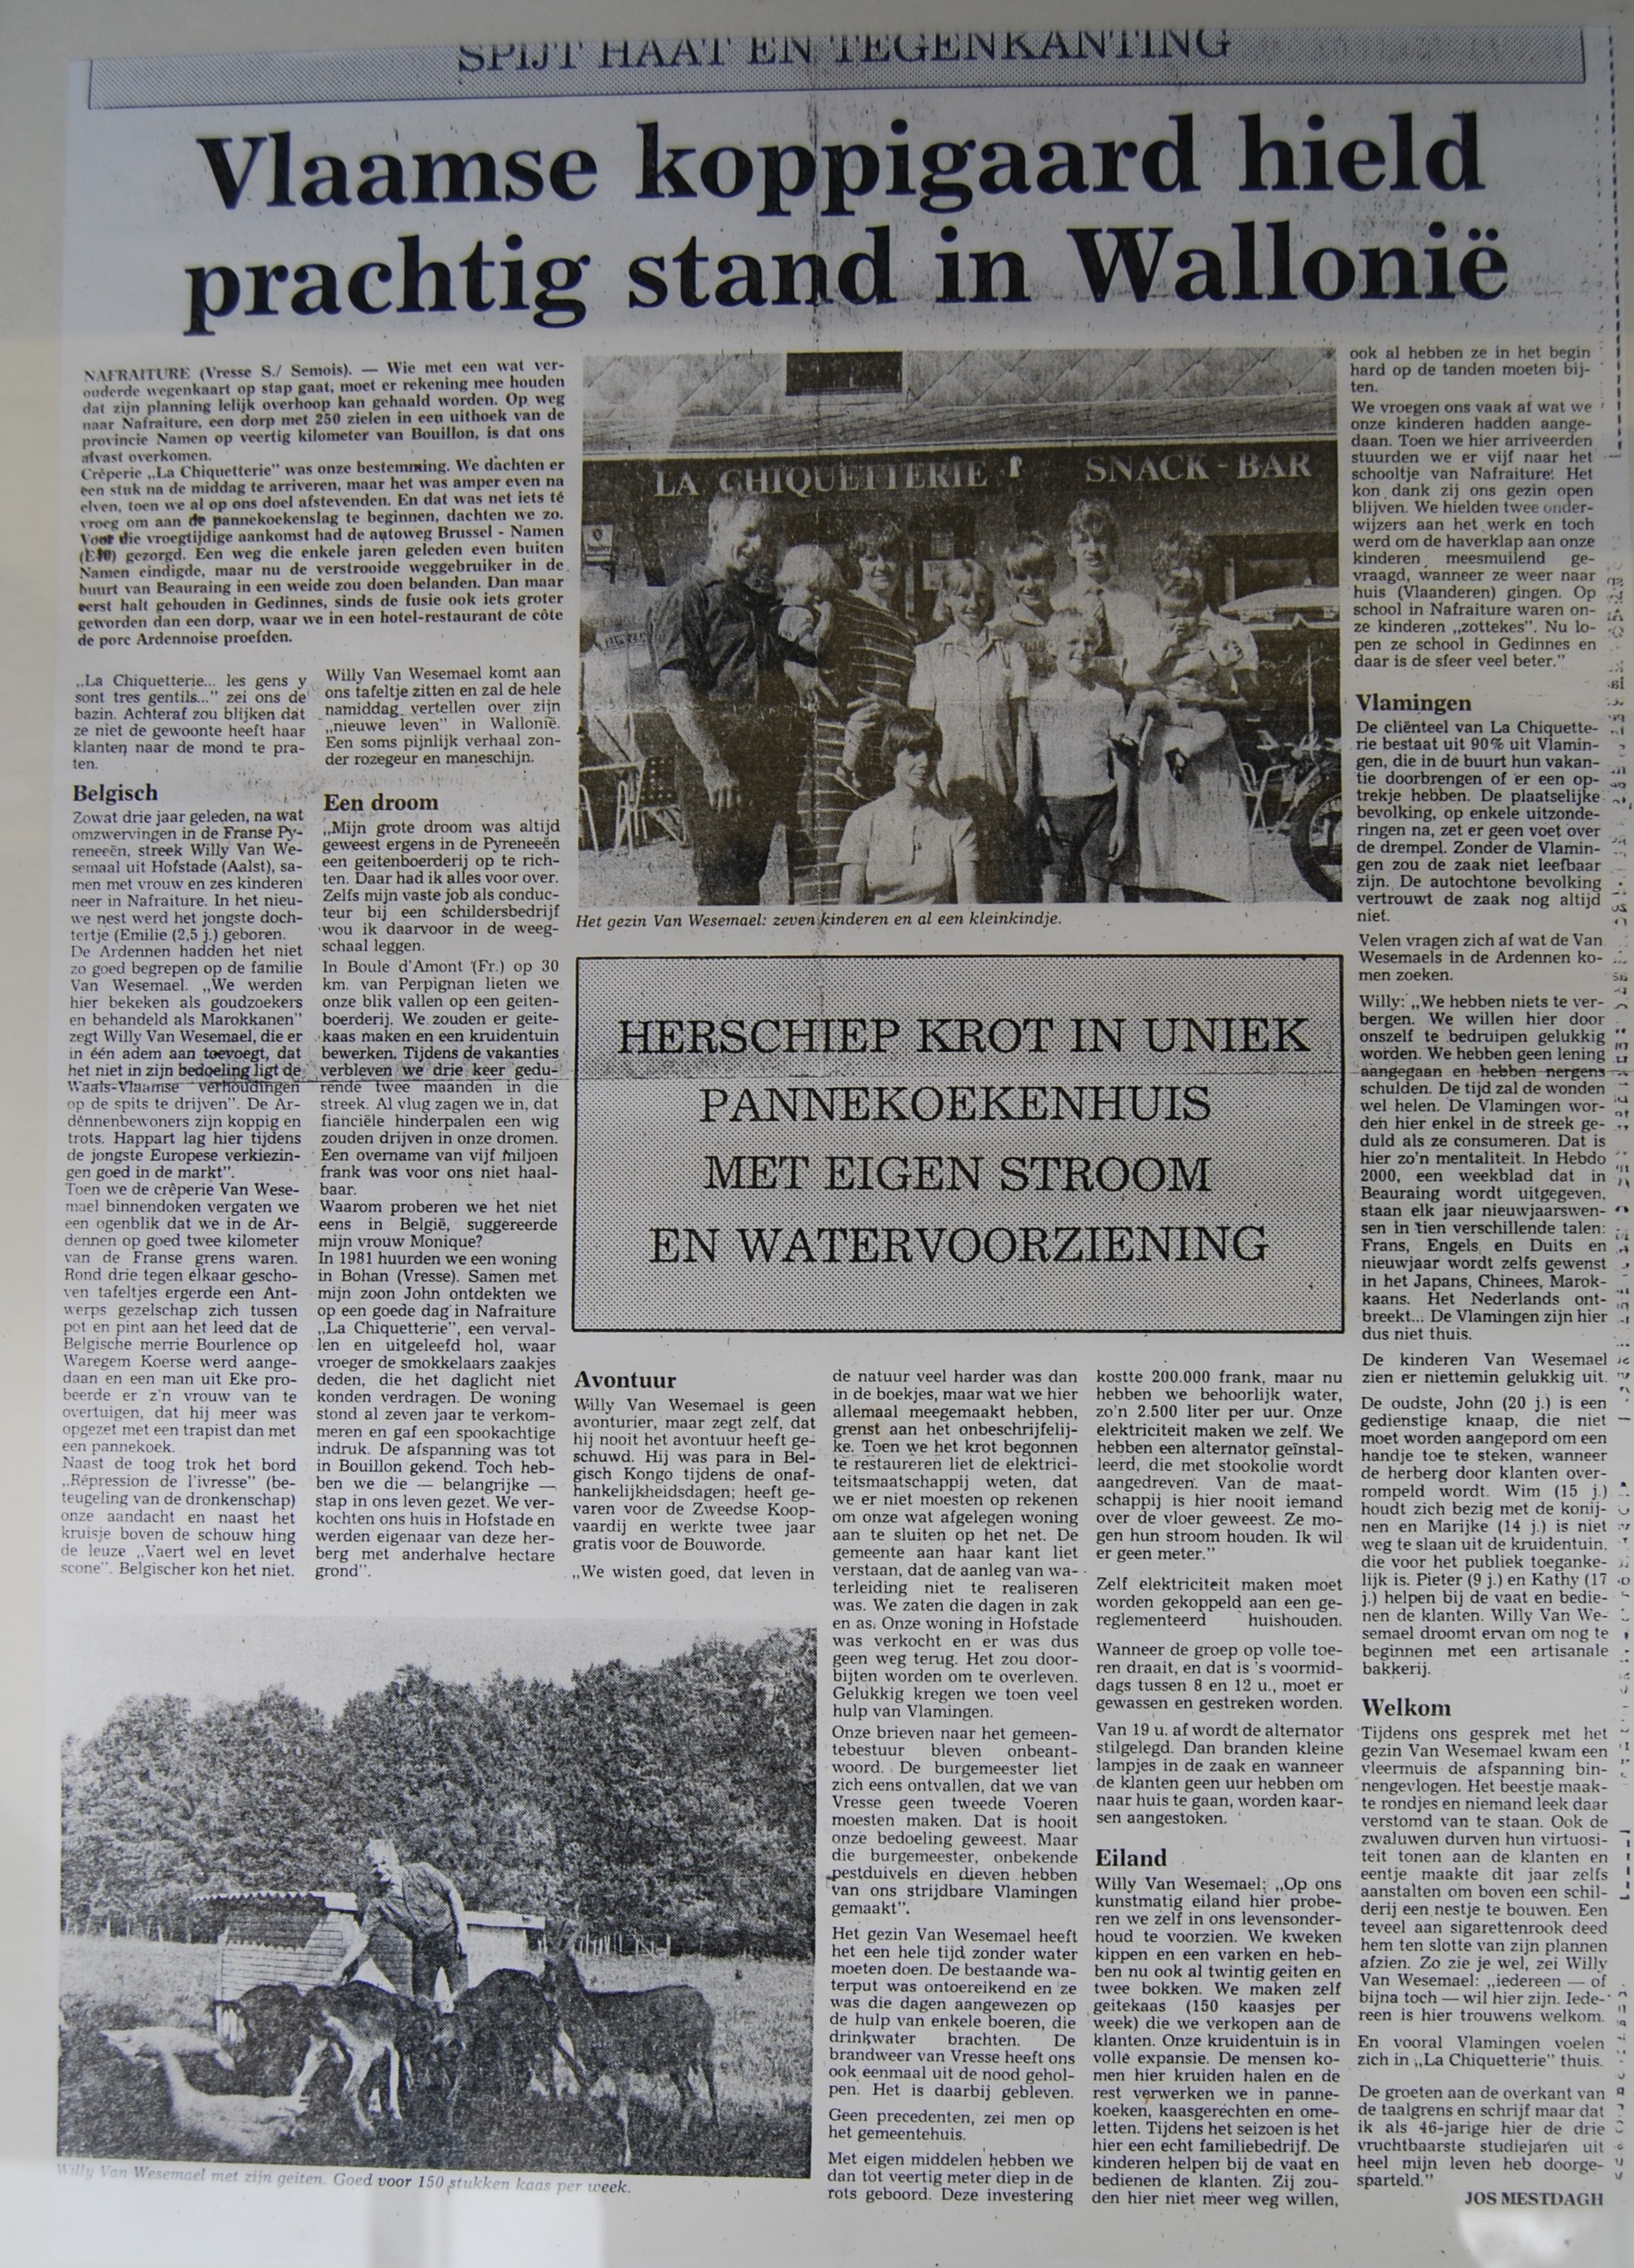 SPIJT HAAT EN TEGENKANTING
Vlaamse koppigaard hield
prachtig stand in Wallonië
NAFRAITURE (Vresse S./ Semois). — Wie met een wat ver-
ouderde wegenkaart op stap gaat, moet er rekening mee houden
dat zijn planning lelijk overhoop kan gehaald worden. Op weg
naar Nafraiture, een dorp met 250 zielen in een uithoek van de
provincie Namen op veertig kilometer van Bouillon, is dat ons
alvast overkomen.
Crêperie „La Chiquetterie" was onze bestemming. We dachten er
een stuk na de middag te arriveren, maar het was amper even na
elven, toen we al op ons doel afstevenden. En dat was net iets té
vroeg om aan de pannekoekenslag te beginnen, dachten we zo.
Voor die vroegtijdige aankomst had de autoweg Brussel - Namen
gezorgd. Een weg die enkele jaren geleden even buiten
Namen eindigde, maar nu de verstrooide weggebruiker in de
buurt van Beauraing in een weide zou doen belanden. Dan maar
eerst halt gehouden in Gedinnes, sinds de fusie ook iets groter
geworden dan een dorp, waar we in een hotel-restaurant de côte
de porc Ardennoise proefden.
„La Chiquetterie... les gens y
sont tres gentils..." zei ons de
bazin. Achteraf zou blijken dat
ze niet de gewoonte heeft haar
klanten naar de mond te pra-
ten.
Belgisch
Zowat drie jaar geleden, na wat
omzwervingen in de Franse Py-
reneeën, streek Willy Van We-
semaal uit Hofstade (Aalst), sa-
men met vrouw en zes kinderen
neer in Nafraiture. In het nieu-
we nest werd het jongste doch-
tertje (Emilie (2,5 j.) geboren.
De Ardennen hadden het niet
zo goed begrepen op de familie
Van Wesemael. „We werden
hier bekeken als goudzoekers
en behandeld als Marokkanen"
zegt Willy Van Wesemael, die er
in één adem aan toevoegt, dat
het niet in zijn bedoeling ligt de
Waals-Vlaamse verhoudingen
op de spits te drijven". De Ar-
dénnenbewoners zijn koppig en
trots. Happart lag hier tijdens
de jongste Europese verkiezin-
gen goed in de markt".
Toen we de crêperie Van Wese-
mael binnendoken vergaten we
een ogenblik dat we in de Ar-
dennen op goed twee kilometer
van de Franse grens waren.
Rond drie tegen elkaar gescho-
ven tafeltjes ergerde een Ant-
werps gezelschap zich tussen
pot en pint aan het leed dat de
Belgische merrie Bourlence op
Waregem Koerse werd aange-
daan en een man uit Eke pro-
beerde er z'n vrouw van te
overtuigen, dat hij meer was
opgezet met een trapist dan met
een pannekoek.
Naast de toog trok het bord
„Répression de l'ivresse" (be-
teugeling van de dronkenschap)
onze aandacht en naast het
kruisje boven de schouw hing
de leuze „Vaert wel en levet
scone". Belgischer kon het niet.
Willy Van Wesemael komt aan
ons tafeltje zitten en zal de hele
namiddag vertellen over zijn
„nieuwe leven" in Wallonië.
Een soms pijnlijk verhaal zon-
der rozegeur en maneschijn.
Een droom
„Mijn grote droom was altijd
geweest ergens in de Pyreneeën
een geitenboerderij op te rich-
ten. Daar had ik alles voor over.
Zelfs mijn vaste job als conduc-
teur bij een schildersbedrijf
wou ik daarvoor in de weeg-
schaal leggen.
In Boule d'Amont (Fr.) op 30
km. van Perpignan lieten we
onze blik vallen op een geiten-
boerderij. We zouden er geite-
kaas maken en een kruidentuin
bewerken. Tijdens de vakanties
verbleven we drie keer gedu-
rende twee maanden in die
streek. Al vlug zagen we in, dat
financiële hinderpalen een wig
zouden drijven in onze dromen.
Een overname van vijf miljoen
frank was voor ons niet haal-
baar.
Waarom proberen we het niet
eens in België, suggereerde
mijn vrouw Monique?
In 1981 huurden we een woning
in Bohan (Vresse). Samen met
mijn zoon John ontdekten we
op een goede dag in Nafraiture
„La Chiquetterie", een verval-
len en uitgeleefd hol, waar
vroeger de smokkelaars zaakjes
deden, die het daglicht niet
konden verdragen. De woning
stond al zeven jaar te verkom-
meren en gaf een spookachtige
indruk. De afspanning was tot
in Bouillon gekend. Toch heb-
ben we die — belangrijke —
stap in ons leven gezet. We ver-
kochten ons huis in Hofstade en
werden eigenaar van deze her-
berg met anderhalve hectare
grond".
LA CHIQUETTERIE SNACK - BAR
Het gezin Van Wesemael: zeven kinderen en al een kleinkindje.
HERSCHIEP KROT IN UNIEK
PANNEKOEKENHUIS
MET EIGEN STROOM
EN WATERVOORZIENING
Avontuur
Willy Van Wesemael is geen
avonturier, maar zegt zelf, dat
hij nooit het avontuur heeft ge-
schuwd. Hij was para in Bel-
gisch Kongo tijdens de onaf-
hankelijkheidsdagen; heeft ge-
varen voor de Zweedse Koop-
vaardij en werkte twee jaar
gratis voor de Bouworde.
„We wisten goed, dat leven in
de natuur veel harder was dan
in de boekjes, maar wat we hier
allemaal meegemaakt hebben,
grenst aan het onbeschrijfelij-
ke. Toen we het krot begonnen
te restaureren liet de elektrici-
teitsmaatschappij weten, dat
we er niet moesten op rekenen
om onze wat afgelegen woning
aan te sluiten op het net. De
gemeente aan haar kant liet
verstaan, dat de aanleg van wa-
terleiding niet te realiseren
was. We zaten die dagen in zak
en as. Onze woning in Hofstade
was verkocht en er was dus
geen weg terug. Het zou door-
bijten worden om te overleven.
Gelukkig kregen we toen veel
hulp van Vlamingen.
Onze brieven naar het gemeen-
tebestuur bleven onbeant-
woord. De burgemeester liet
zich eens ontvallen, dat we van
Vresse geen tweede Voeren
moesten maken. Dat is hooit
onze bedoeling geweest. Maar
die burgemeester, onbekende
pestduivels en dieven hebben
van ons strijdbare Vlamingen
gemaakt".
Het gezin Van Wesemael heeft
het een hele tijd zonder water
moeten doen. De bestaande wa-
terput was ontoereikend en ze
was die dagen aangewezen op
de hulp van enkele boeren, die
drinkwater brachten. De
brandweer van Vresse heeft ons
ook eenmaal uit de nood gehol-
pen. Het is daarbij gebleven.
Geen precedenten, zei men op
het gemeentehuis.
Met eigen middelen hebben we
dan tot veertig meter diep in de
rots geboord. Deze investering
kostte 200.000 frank, maar nu
hebben we behoorlijk water,
zo'n 2.500 liter per uur. Onze
elektriciteit maken we zelf. We
hebben een alternator geïnstal-
leerd, die met stookolie wordt
aangedreven. Van de maat-
schappij is hier nooit iemand
over de vloer geweest. Ze mo-
gen hun stroom houden. Ik wil
er geen meter."
Zelf elektriciteit maken moet
worden gekoppeld aan een ge-
reglementeerd huishouden.
Wanneer de groep op volle toe-
ren draait, en dat is 's voormid-
dags tussen 8 en 12 u., moet er
gewassen en gestreken worden.
Van 19 u. af wordt de alternator
stilgelegd. Dan branden kleine
lampjes in de zaak en wanneer
de klanten geen uur hebben om
naar huis te gaan, worden kaar-
sen aangestoken.
Eiland
Willy Van Wesemael: „Op ons
kunstmatig eiland hier probe-
ren we zelf in ons levensonder-
houd te voorzien. We kweken
kippen en een varken en heb-
ben nu ook al twintig geiten en
twee bokken. We maken zelf
geitekaas (150 kaasjes per
week) die we verkopen aan de
klanten. Onze kruidentuin is in
volle expansie. De mensen ko-
men hier kruiden halen en de
rest verwerken we in panne-
koeken, kaasgerechten en ome-
letten. Tijdens het seizoen is het
hier een echt familiebedrijf. De
kinderen helpen bij de vaat en
bedienen de klanten. Zij zou-
den hier niet meer weg willen,
ook al hebben ze in het begin
hard op de tanden moeten bij-
ten.
We vroegen ons vaak af wat we
onze kinderen hadden aange-
daan. Toen we hier arriveerden
stuurden we er vijf naar het
schooltje van Nafraiture. Het
kon dank zij ons gezin open
blijven. We hielden twee onder-
wijzers aan het werk en toch
werd om de haverklap aan onze
kinderen meesmuilend ge-
vraagd, wanneer ze weer naar
huis (Vlaanderen) gingen. Op
school in Nafraiture waren on-
ze kinderen „zottekes". Nu lo-
pen ze school in Gedinnes en
daar is de sfeer veel beter."
Vlamingen
De cliënteel van La Chiquette-
rie bestaat uit 90% uit Vlamin-
gen, die in de buurt hun vakan-
tie doorbrengen of er een op-
trekje hebben. De plaatselijke
bevolking, op enkele uitzonde-
ringen na, zet er geen voet over
de drempel. Zonder de Vlamin-
gen zou de zaak niet leefbaar
zijn. De autochtone bevolking
vertrouwt de zaak nog altijd
niet.
Velen vragen zich af wat de Van
Wesemaels in de Ardennen ko-
men zoeken.
Willy: „We hebben niets te ver-
bergen. We willen hier door
onszelf te bedruipen gelukkig
worden. We hebben geen lening
aangegaan en hebben nergens
schulden. De tijd zal de wonden
wel helen. De Vlamingen wor-
den hier enkel in de streek ge-
duld als ze consumeren. Dat is
hier zo'n mentaliteit. In Hebdo
2000, een weekblad dat in
Beauraing wordt uitgegeven,
staan elk jaar nieuwjaarswen-
sen in tien verschillende talen:
Frans, Engels en Duits en
nieuwjaar wordt zelfs gewenst
in het Japans, Chinees, Marok-
kaans. Het Nederlands ont-
breekt... De Vlamingen zijn hier
dus niet thuis.
De kinderen Van Wesemael
zien er niettemin gelukkig uit.
De oudste, John (20 j.) is een
gedienstige knaap, die niet
moet worden aangepord om een
handje toe te steken, wanneer
de herberg door klanten over-
rompeld wordt. Wim (15 j.)
houdt zich bezig met de konij-
nen en Marijke (14 j.) is niet
weg te slaan uit de kruidentuin,
die voor het publiek toeganke-
lijk is. Pieter (9 j.) en Kathy (17
j.) helpen bij de vaat en bedie-
nen de klanten. Willy Van We-
semael droomt ervan om nog te
beginnen met een artisanale
bakkerij.
Welkom
Tijdens ons gesprek met het
gezin Van Wesemael kwam een
vleermuis de afspanning bin-
nengevlogen. Het beestje maak-
te rondjes en niemand leek daar
verstomd van te staan. Ook de
zwaluwen durven hun virtuosi-
teit tonen aan de klanten en
eentje maakte dit jaar zelfs
aanstalten om boven een schil-
derij een nestje te bouwen. Een
teveel aan sigarettenrook deed
hem ten slotte van zijn plannen
afzien. Zo zie je wel, zei Willy
Van Wesemael: „iedereen — of
bijna toch — wil hier zijn. Iede-
reen is hier trouwens welkom.
En vooral Vlamingen voelen
zich in „La Chiquetterie" thuis.
De groeten aan de overkant van
de taalgrens en schrijf maar dat
ik als 46-jarige hier de drie
vruchtbaarste studiejaren uit
heel mijn leven heb doorge-
sparteld."
JOS MESTDAGH
Willy Van Wesemael met zijn geiten. Goed voor 150 stukken kaas per week.